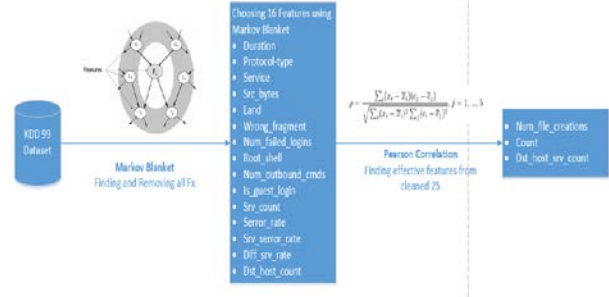 Choosing 16 Features using
Markov Blanket
Duration
Protocol-type
Service
Src_bytes
Land
Wrong_fragment
Num_failed_logins
Root_shell
Num_outbound_cmds
Is_guest_login
Srv_count
Serror_rate
Srv_serror_rate
Diff_srv_rate
Dst_host_count
Features
KDD 99
Dataset
Markov Blanket
Finding and Removing all Fx
Pearson Correlation
Finding effective features from
cleaned 25
Num_file_creations
Count
Dst_host_srv_count